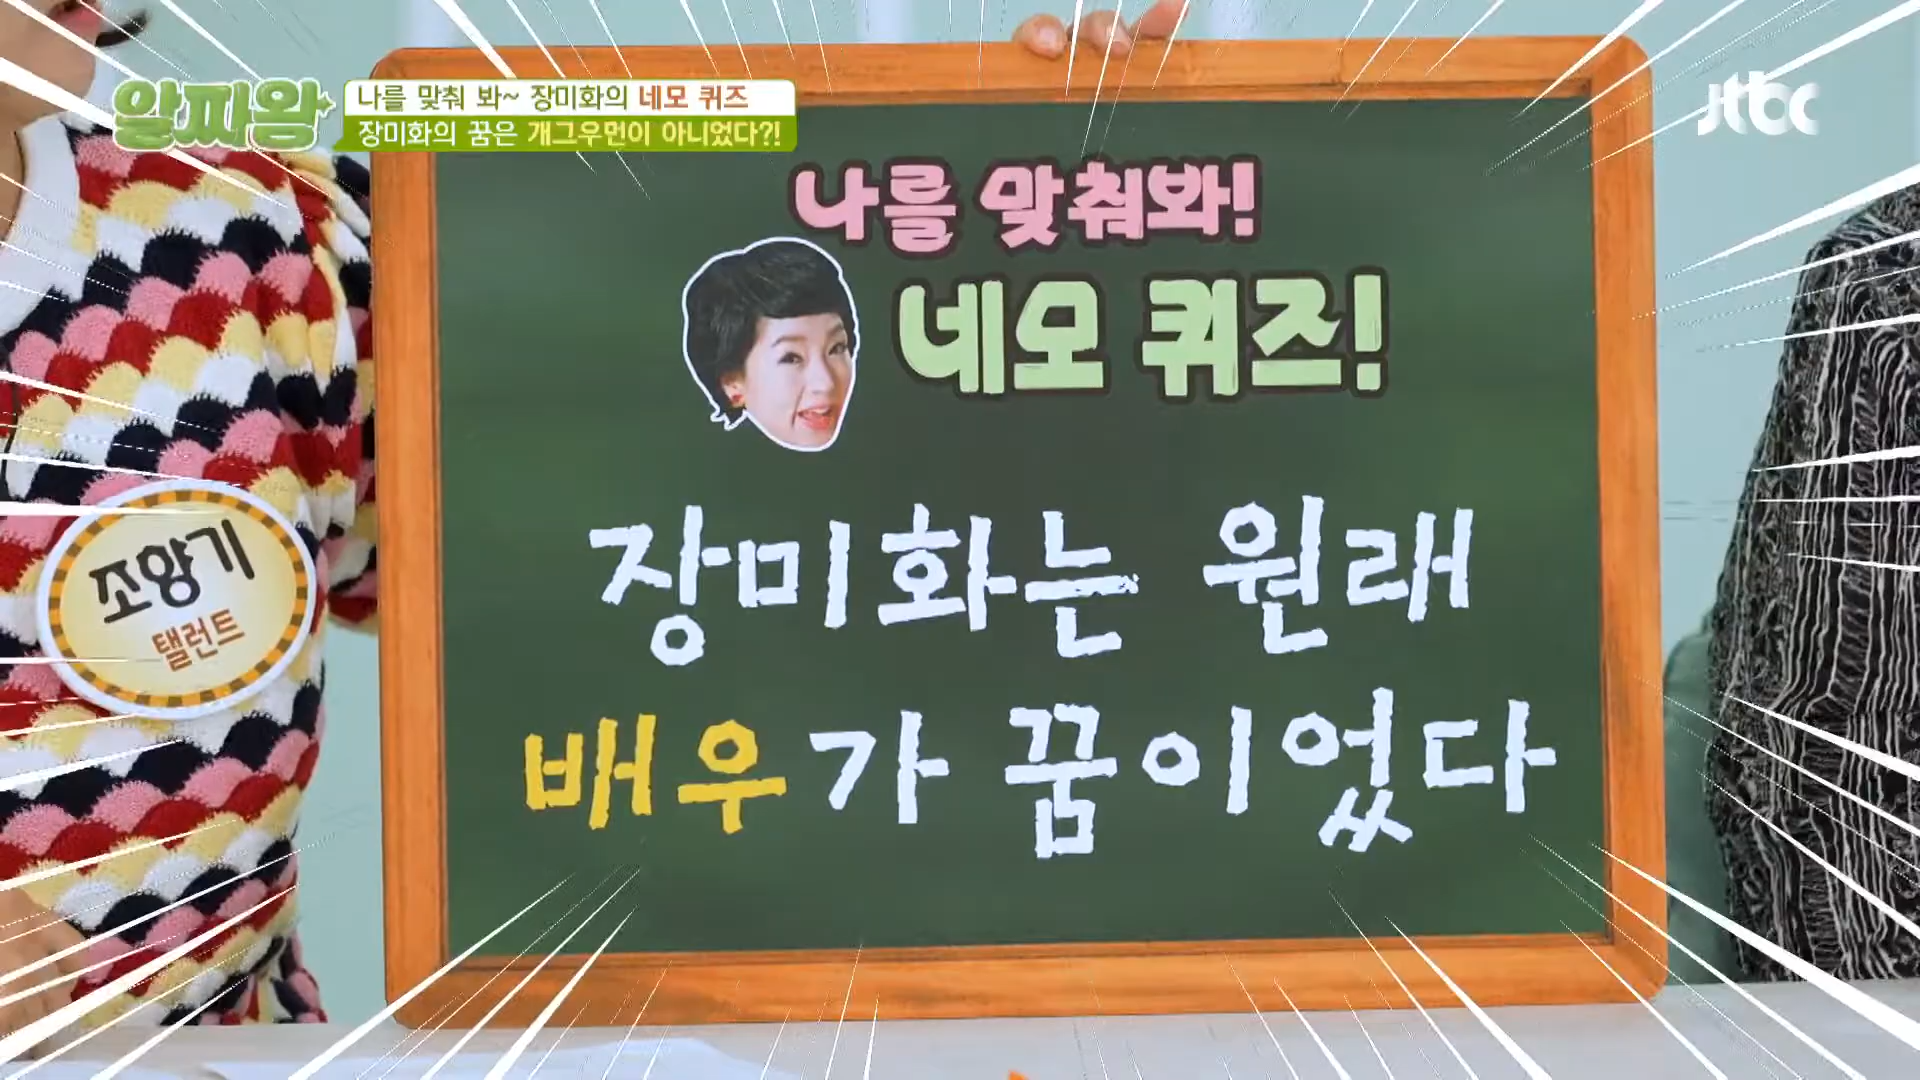 알짜왕
나를 맞춰 봐~ 장미화의 네모 퀴즈
장미화의 꿈은 개그우먼이 아니었다?!
jtbc
나를 맞춰봐!
네모 퀴즈!
장미화는 원래
배우가 꿈이었다
조향기
탤런트